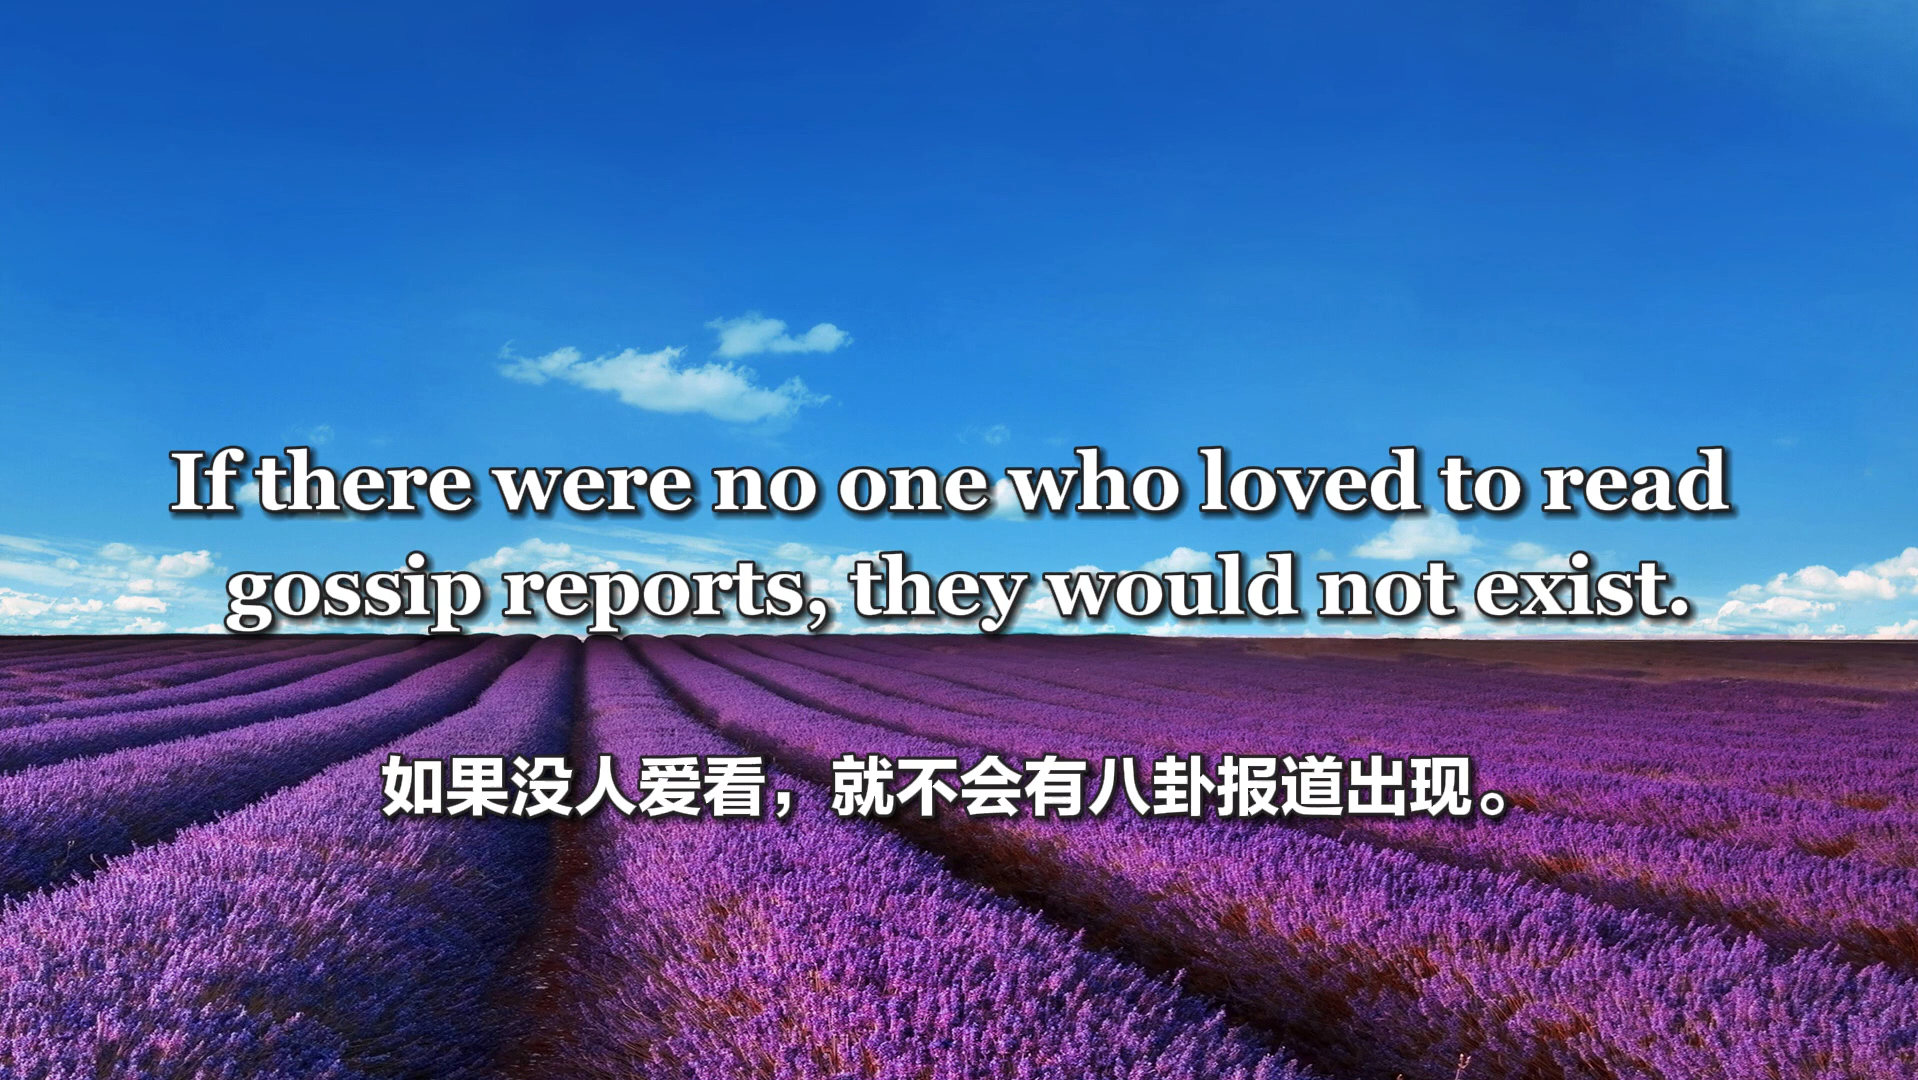 If there were no one who loved to read
gossip reports, they would not exist.
如果没人爱看，就不会有八卦报道出现。